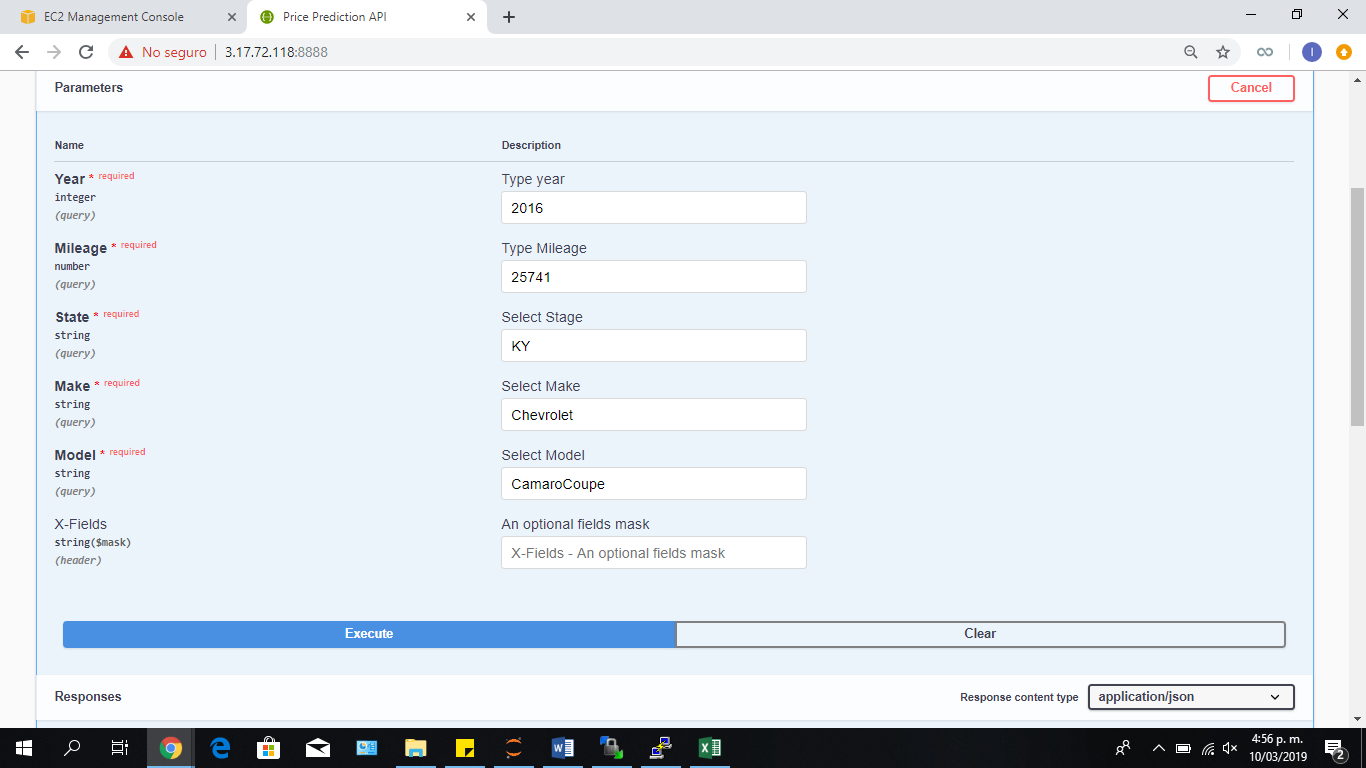 EC2 Management Console
Price Prediction API
No seguro
3.17.72.118:8888
I
Parameters
Cancel
Name
Description
Year * required
Type year
integer
(query)
2016
Mileage * required
Type Mileage
number
(query)
25741
State * required
Select Stage
string
(query)
KY
Make * required
Select Make
string
(query)
Chevrolet
Model * required
Select Model
string
(query)
CamaroCoupe
X-Fields
An optional fields mask
string($mask)
(header)
X-Fields - An optional fields mask
Execute
Clear
Responses
Response content type
application/json
4:56 p. m.
10/03/2019
2